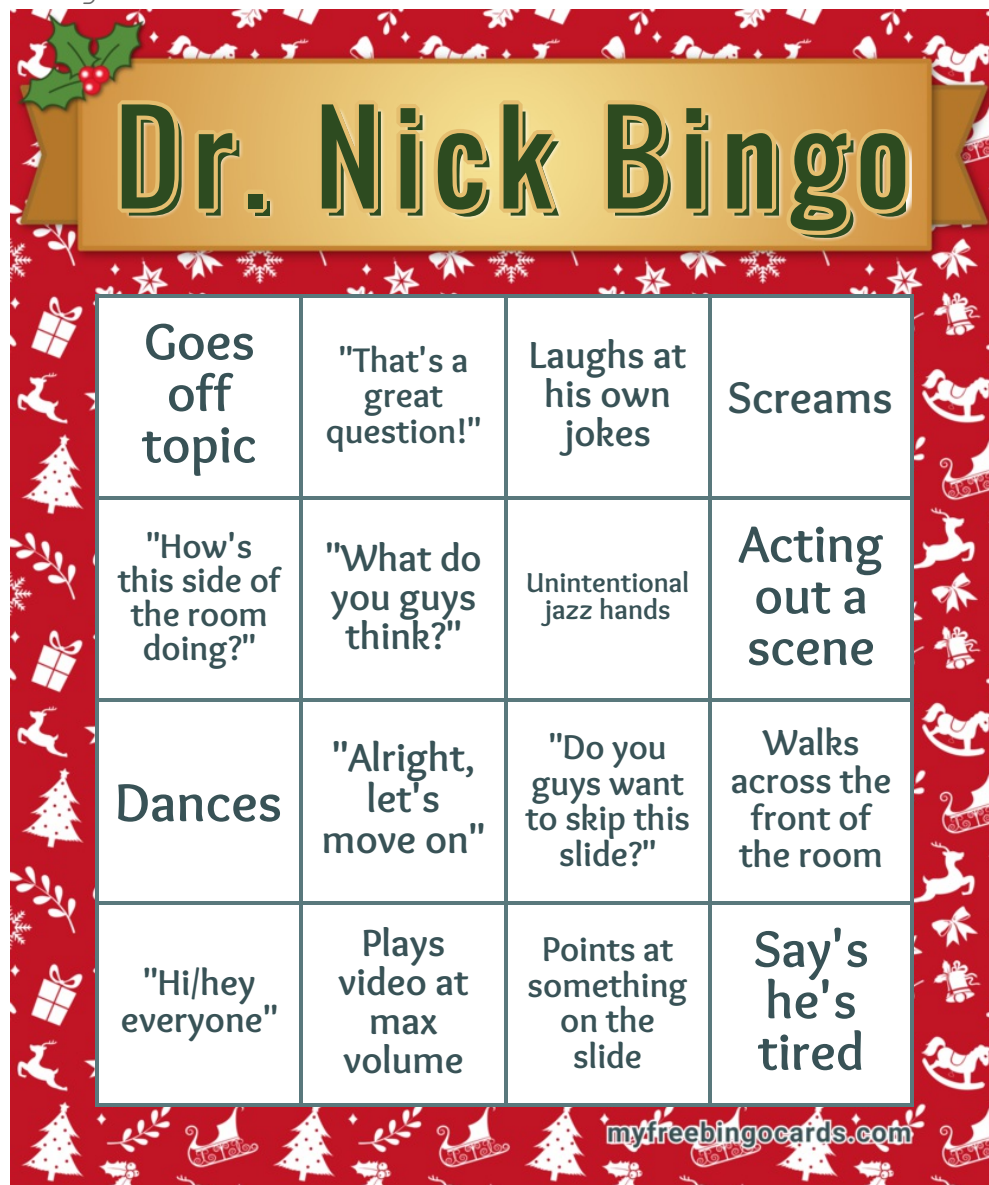 Dr. Nick Bingo
Goes
off
topic
"That's a
great
question!"
Laughs at
his own
jokes
Screams
"How's
this side of
the room
doing?"
"What do
you guys
think?"
Unintentional
jazz hands
Acting
out a
scene
Dances
"Alright,
let's
move on"
"Do you
guys want
to skip this
slide?"
Walks
across the
front of
the room
"Hi/hey
everyone"
Plays
video at
max
volume
Points at
something
on the
slide
Say's
he's
tired
myfreebingocards.com